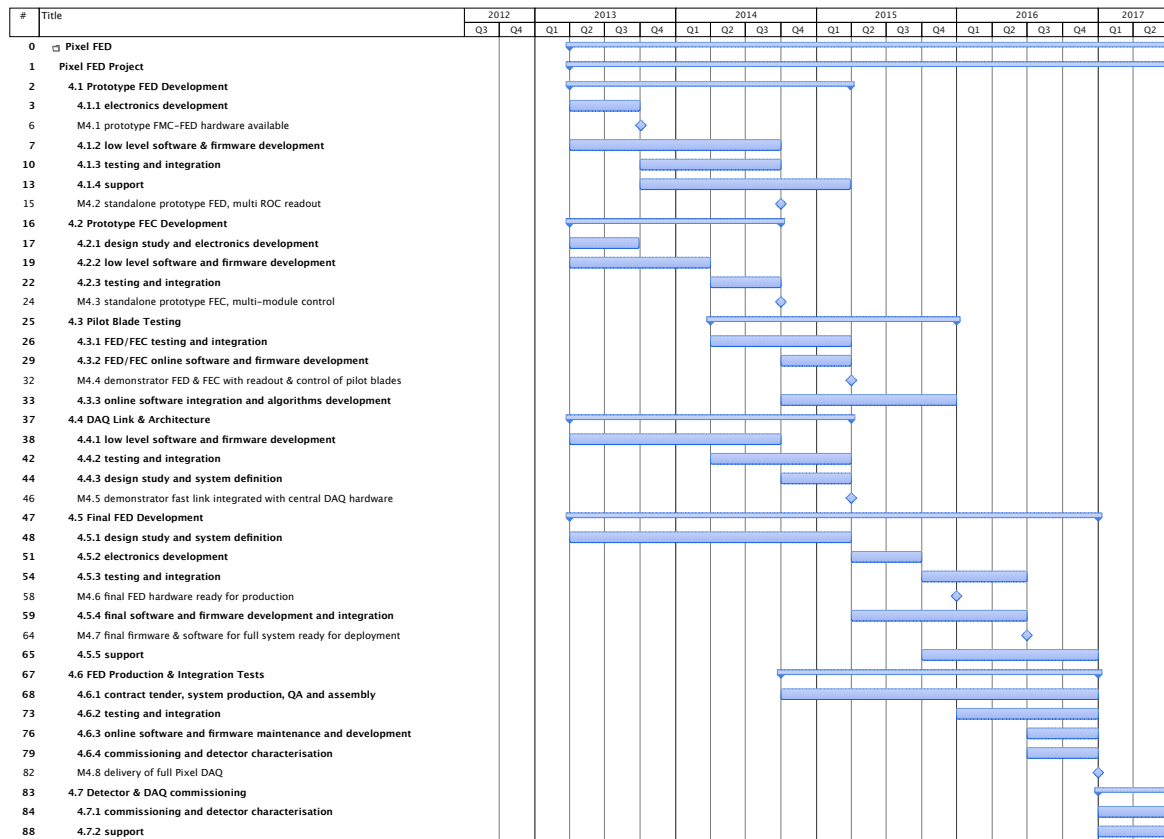 # Title 2012 2013 2014 2015 2016 2017
Q3 Q4 Q1 Q2 Q3 Q4 Q1 Q2 Q3 Q4 Q1 Q2 Q3 Q4 Q1 Q2 Q3 Q4 Q1 Q2
0 Pixel FED
1 Pixel FED Project
2 4.1 Prototype FED Development
3 4.1.1 electronics development
6 M4.1 prototype FMC-FED hardware available
7 4.1.2 low level software & firmware development
10 4.1.3 testing and integration
13 4.1.4 support
15 M4.2 standalone prototype FED, multi ROC readout
16 4.2 Prototype FEC Development
17 4.2.1 design study and electronics development
19 4.2.2 low level software and firmware development
22 4.2.3 testing and integration
24 M4.3 standalone prototype FEC, multi-module control
25 4.3 Pilot Blade Testing
26 4.3.1 FED/FEC testing and integration
29 4.3.2 FED/FEC online software and firmware development
32 M4.4 demonstrator FED & FEC with readout & control of pilot blades
33 4.3.3 online software integration and algorithms development
37 4.4 DAQ Link & Architecture
38 4.4.1 low level software and firmware development
42 4.4.2 testing and integration
44 4.4.3 design study and system definition
46 M4.5 demonstrator fast link integrated with central DAQ hardware
47 4.5 Final FED Development
48 4.5.1 design study and system definition
51 4.5.2 electronics development
54 4.5.3 testing and integration
58 M4.6 final FED hardware ready for production
59 4.5.4 final software and firmware development and integration
64 M4.7 final firmware & software for full system ready for deployment
65 4.5.5 support
67 4.6 FED Production & Integration Tests
68 4.6.1 contract tender, system production, QA and assembly
73 4.6.2 testing and integration
76 4.6.3 online software and firmware maintenance and development
79 4.6.4 commissioning and detector characterisation
82 M4.8 delivery of full Pixel DAQ
83 4.7 Detector & DAQ commissioning
84 4.7.1 commissioning and detector characterisation
88 4.7.2 support